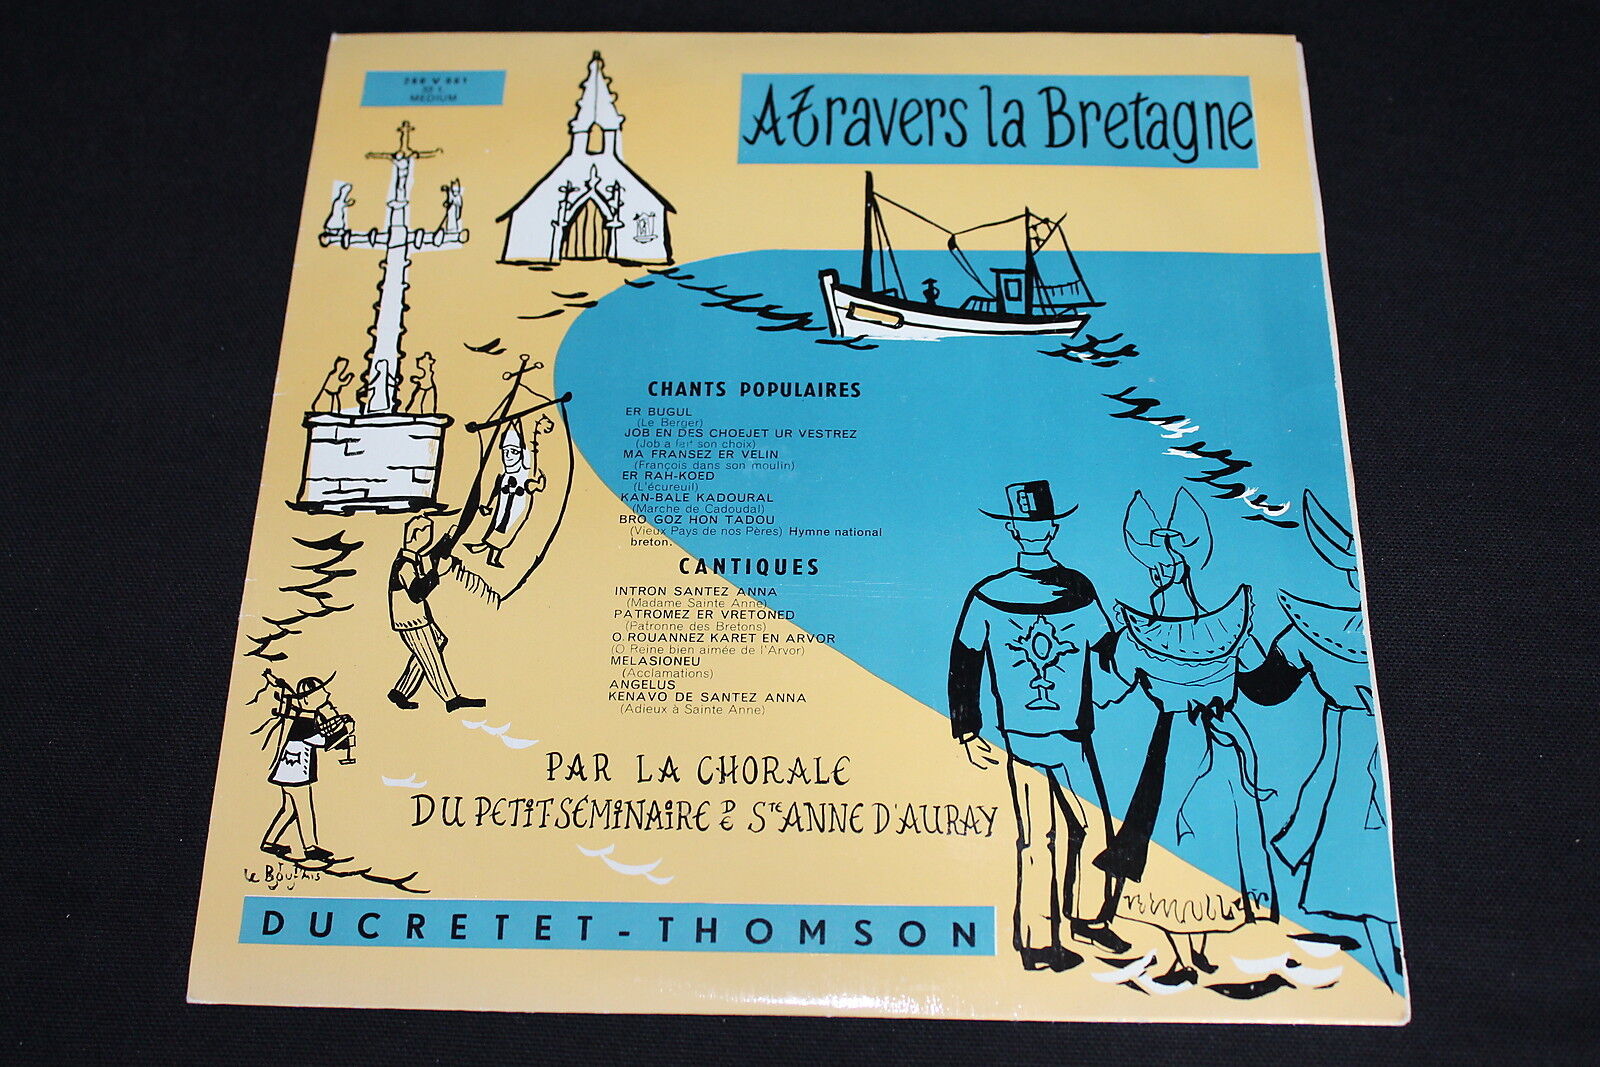 33 t.
MEDIUM
A travers la Bretagne
CHANTS POPULAIRES
ER BUGUL
(Le Berger)
JOB EN DES CHOEJET UR VESTREZ
(Job a fait son choix)
MA FRANSEZ ER VELIN
(François dans son moulin)
ER RAH-KOED
(L'écureuil)
KAN-BALE KADOURAL
(Marche de Cadoudal)
BRO GOZ HON TADOU
(Vieux Pays de nos Pères) Hymne national
breton.
CANTIQUES
INTRON SANTEZ ANNA
(Madame Sainte Anne)
PATROMEZ ER VRETONED
(Patronne des Bretons)
O ROUANNEZ KARET EN ARVOR
(O Reine bien aimée de l'Arvor)
MELASIONEU
(Acclamations)
ANGELUS
KENAVO DE SANTEZ ANNA
(Adieux à Sainte Anne)
PAR LA CHORALE
DU PETIT SÉMINAIRE DE STE ANNE D'AURAY
DUCRETET-THOMSON